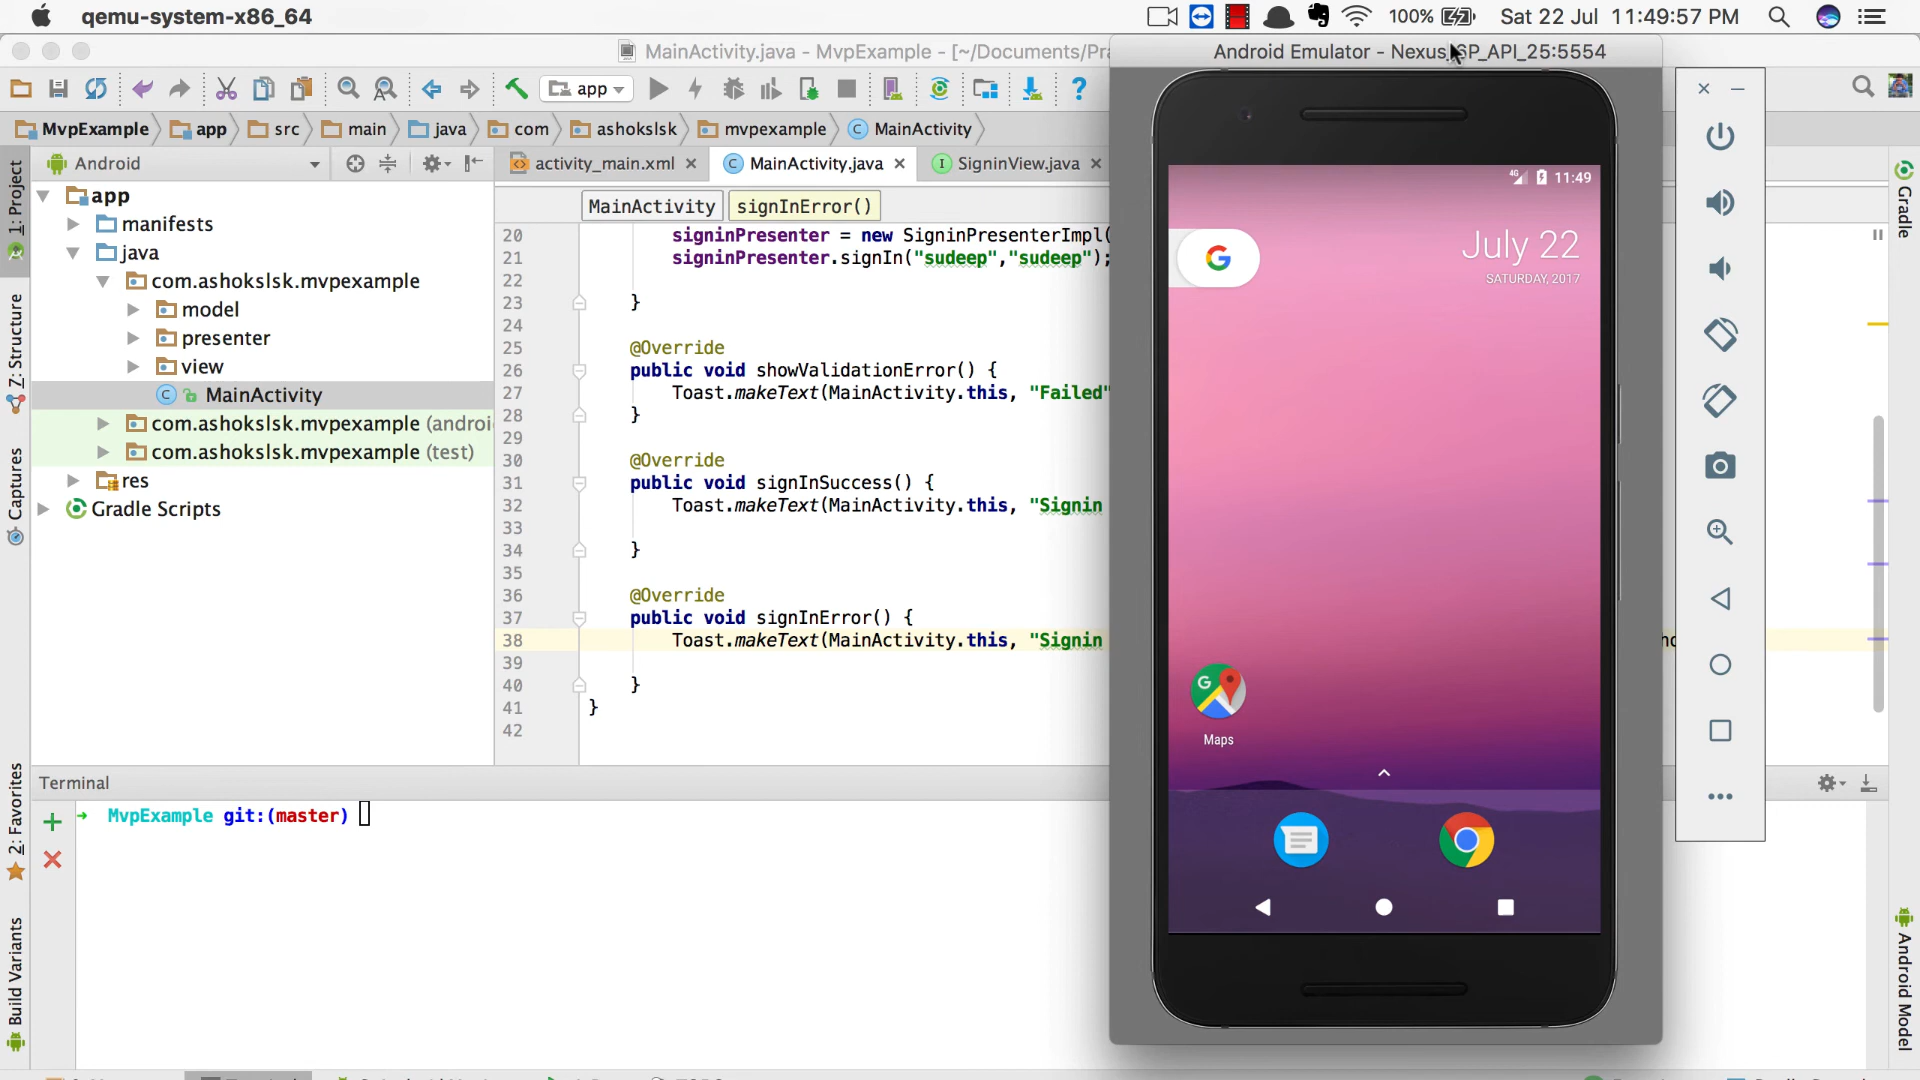 qemu-system-x86_64
100%
Sat 22 Jul 11:49:57 PM
MainActivity.java - MvpExample - [~/Documents/Pra
Android Emulator - Nexus_6P_API_25:5554
app
MvpExample
app
src
main
java
com
ashokslsk
mvpexample
MainActivity
Android
activity_main.xml
MainActivity.java
SigninView.java
1: Project
Z: Structure
Captures
2: Favorites
Build Variants
Gradle
Android Model
app
manifests
java
com.ashokslsk.mvpexample
model
presenter
view
MainActivity
com.ashokslsk.mvpexample (androi
com.ashokslsk.mvpexample (test)
res
Gradle Scripts
MainActivity
signInError()
20 signinPresenter = new SigninPresenterImpl(
21 signinPresenter.signIn("sudeep","sudeep");
22
23 }
24
25 @Override
26 public void showValidationError() {
27 Toast.makeText(MainActivity.this, "Failed"
28 }
29
30 @Override
31 public void signInSuccess() {
32 Toast.makeText(MainActivity.this, "Signin
33
34 }
35
36 @Override
37 public void signInError() {
38 Toast.makeText(MainActivity.this, "Signin
39
40 }
41 }
42
4G
11:49
July 22
SATURDAY, 2017
G
Maps
Terminal
→ MvpExample git:(master)